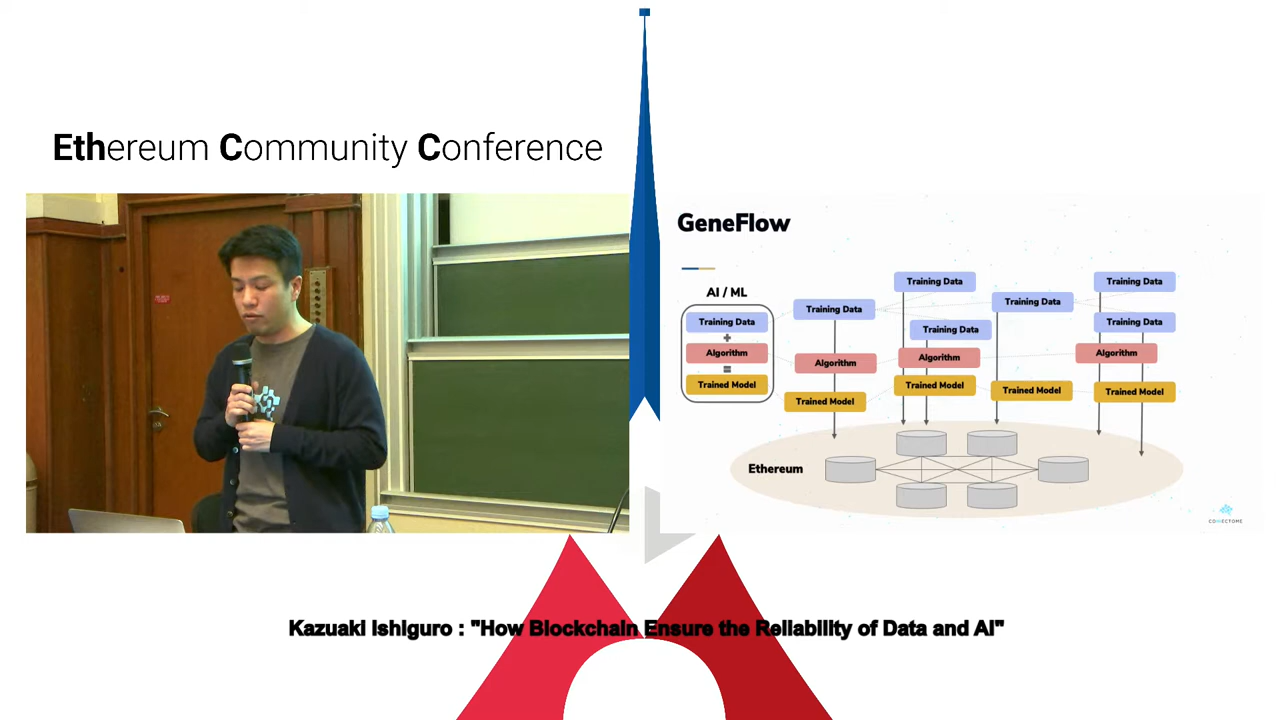 Ethereum Community Conference
GeneFlow
AI / ML
Training Data
+
Algorithm
=
Trained Model
Training Data
Algorithm
Trained Model
Training Data
Training Data
Algorithm
Trained Model
Training Data
Trained Model
Training Data
Training Data
Algorithm
Trained Model
Ethereum
CONNECTOME
Kazuaki Ishiguro : "How Blockchain Ensure the Reliability of Data and AI"